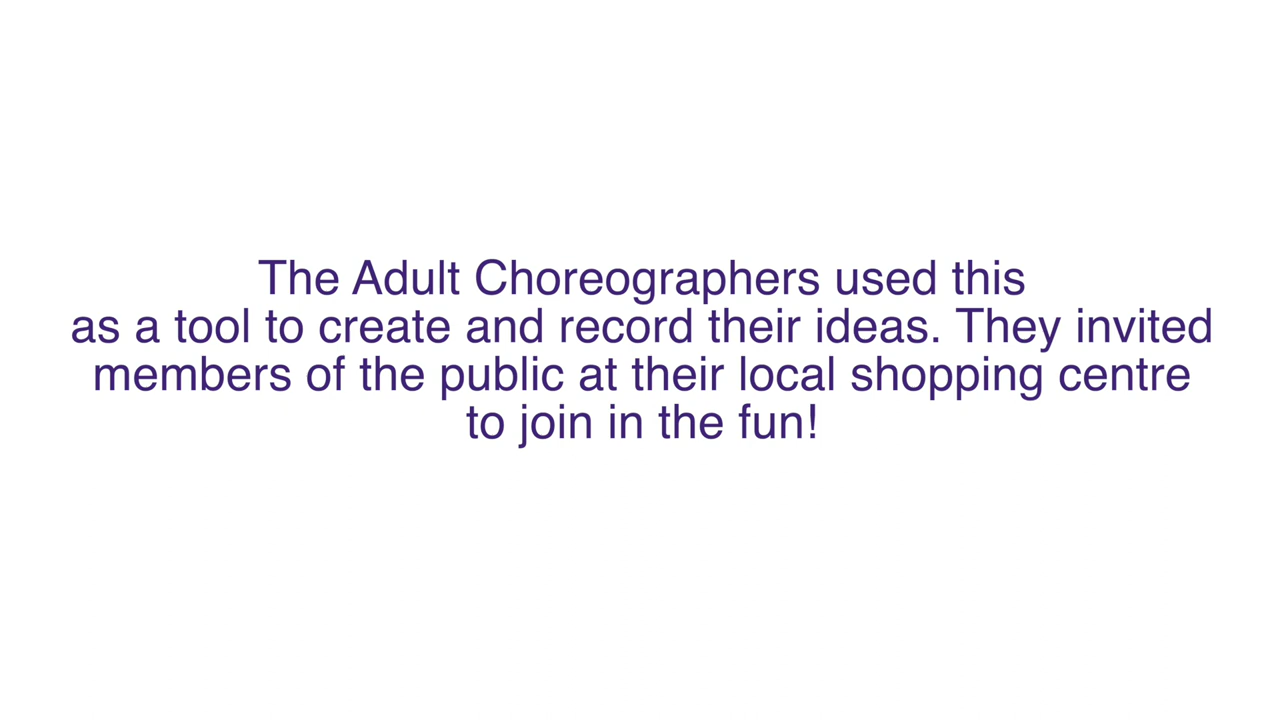 The Adult Choreographers used this
as a tool to create and record their ideas. They invited
members of the public at their local shopping centre
to join in the fun!